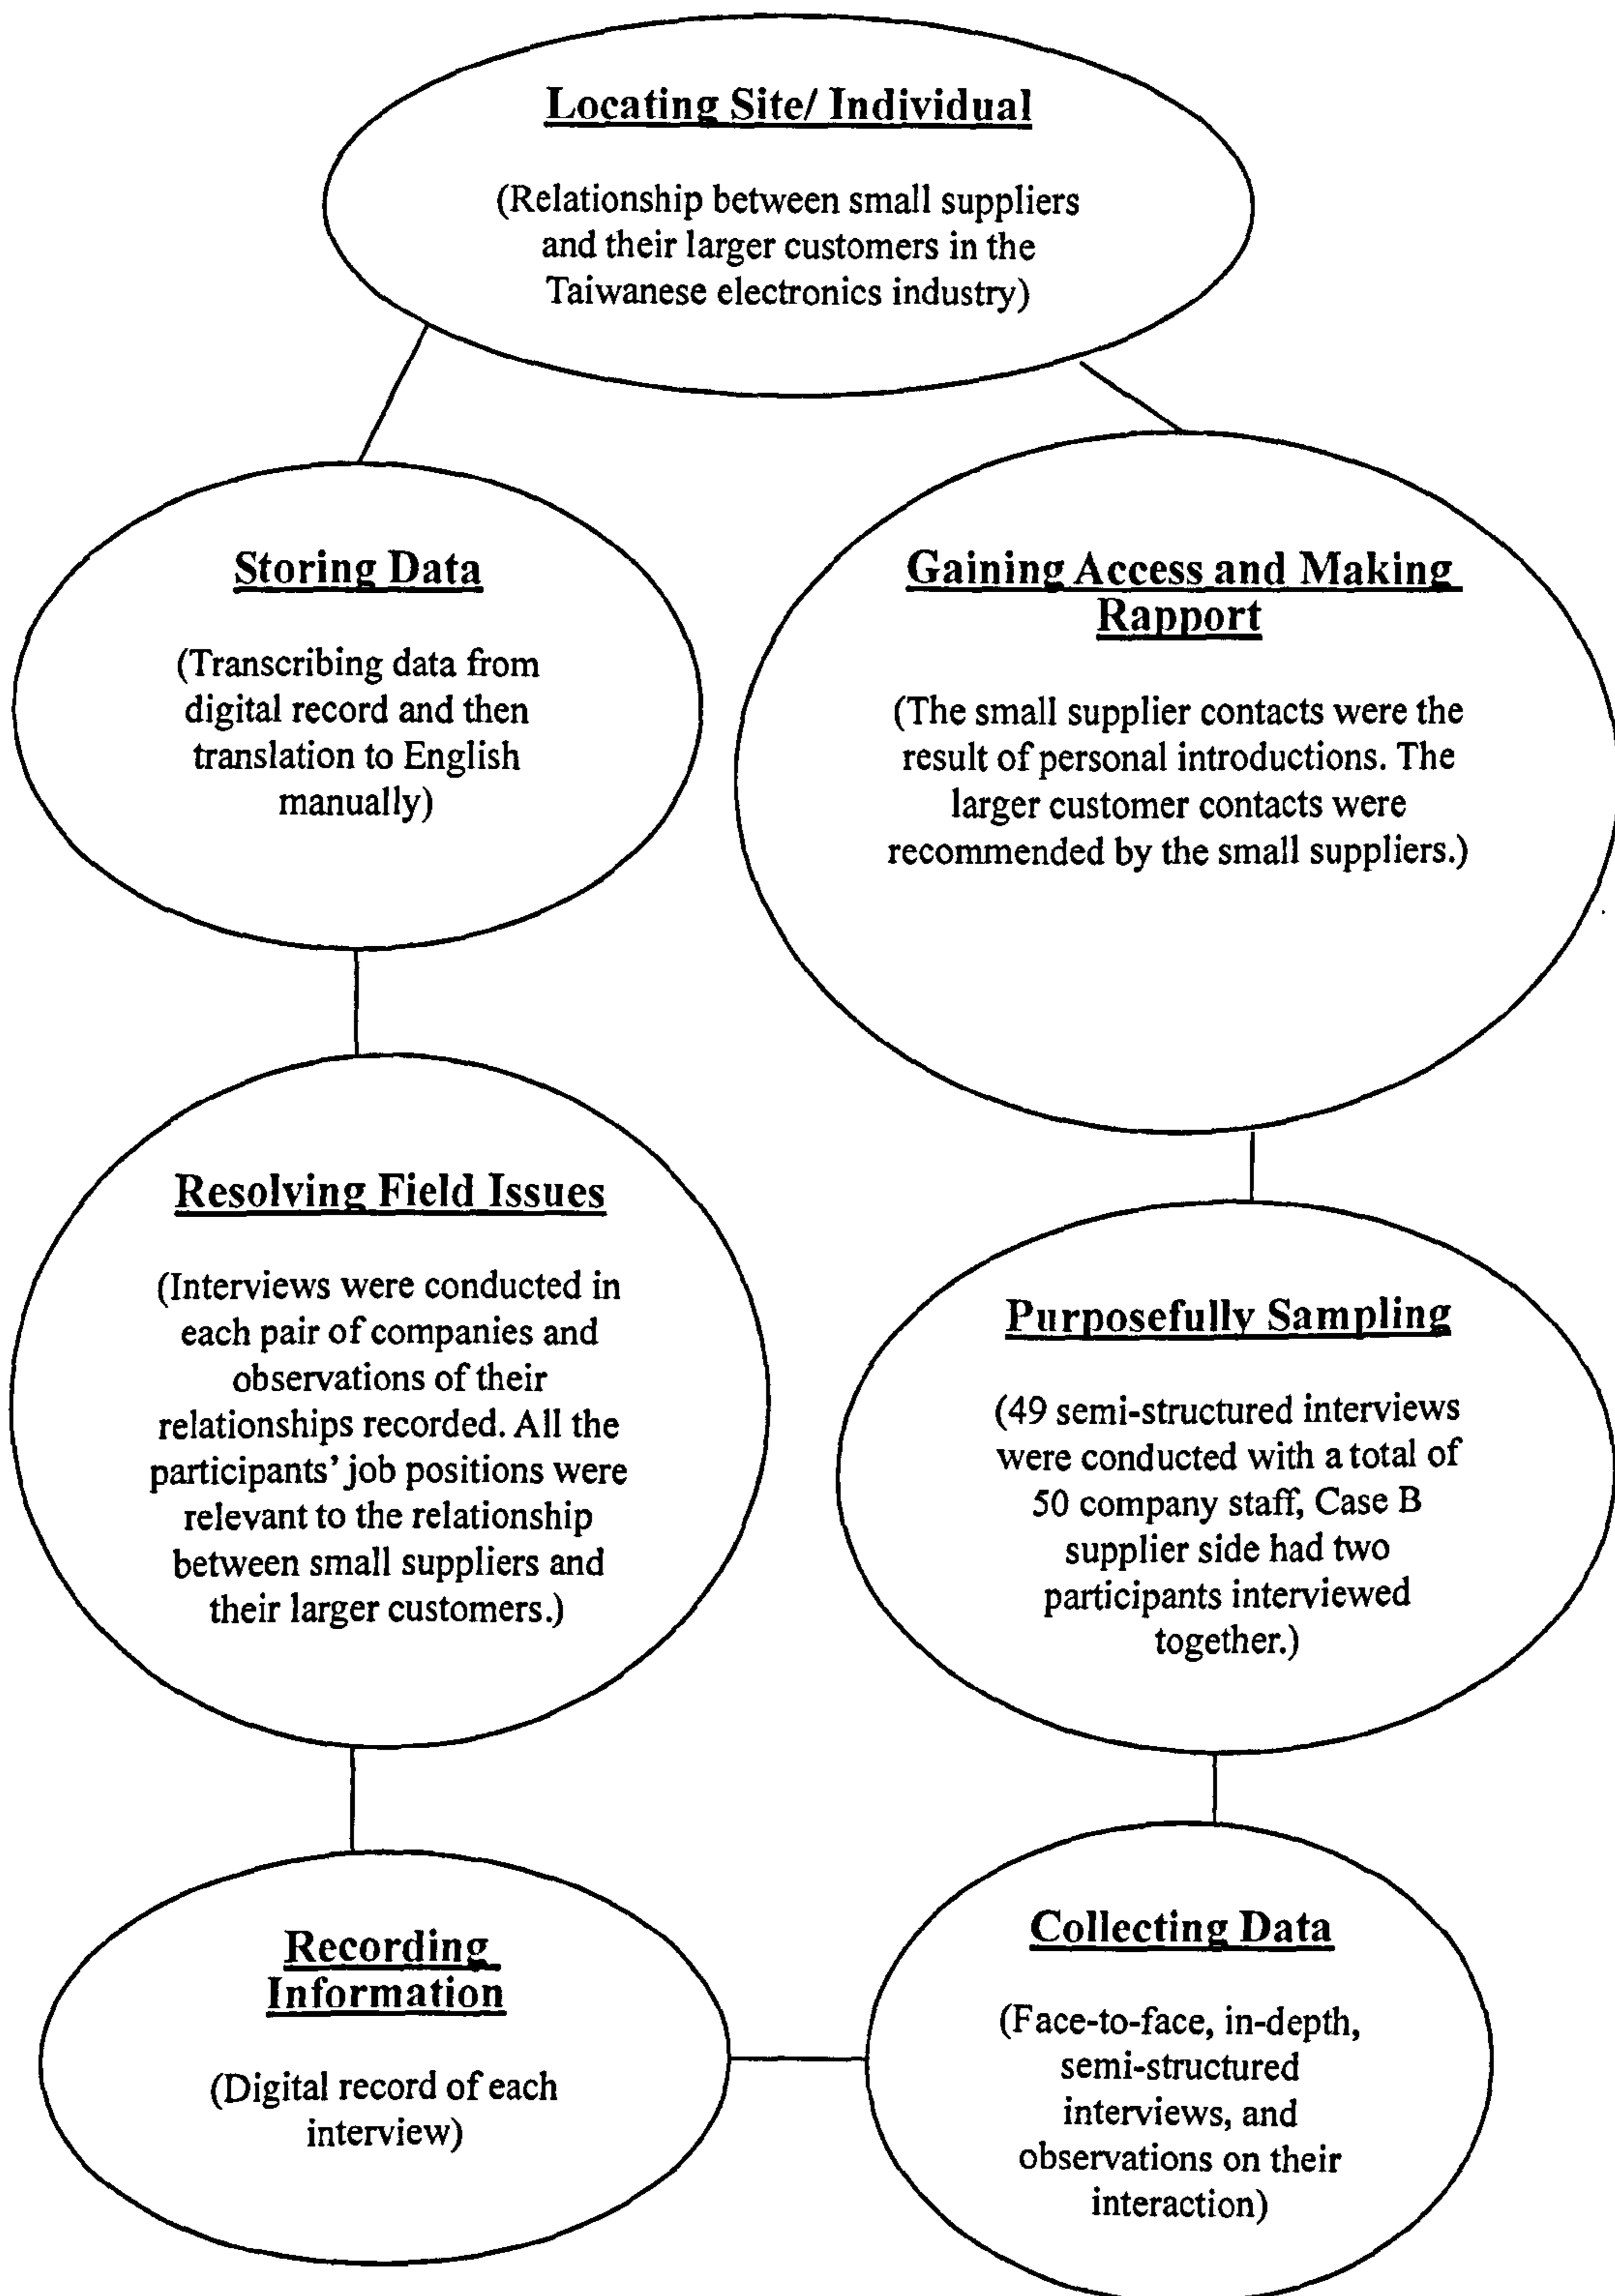 Locating Site/ Individual
(Relationship between small suppliers
and their larger customers in the
Taiwanese electronics industry)
Storing Data
(Transcribing data from
digital record and then
translation to English
manually)
Gaining Access and Making
Rapport
(The small supplier contacts were the
result of personal introductions. The
larger customer contacts were
recommended by the small suppliers.)
Resolving Field Issues
(Interviews were conducted in
each pair of companies and
observations of their
relationships recorded. All the
participants' job positions were
relevant to the relationship
between small suppliers and
their larger customers.)
Purposefully Sampling
(49 semi-structured interviews
were conducted with a total of
50 company staff, Case B
supplier side had two
participants interviewed
together.)
Recording
Information
(Digital record of each
interview)
Collecting Data
(Face-to-face, in-depth,
semi-structured
interviews, and
observations on their
interaction)